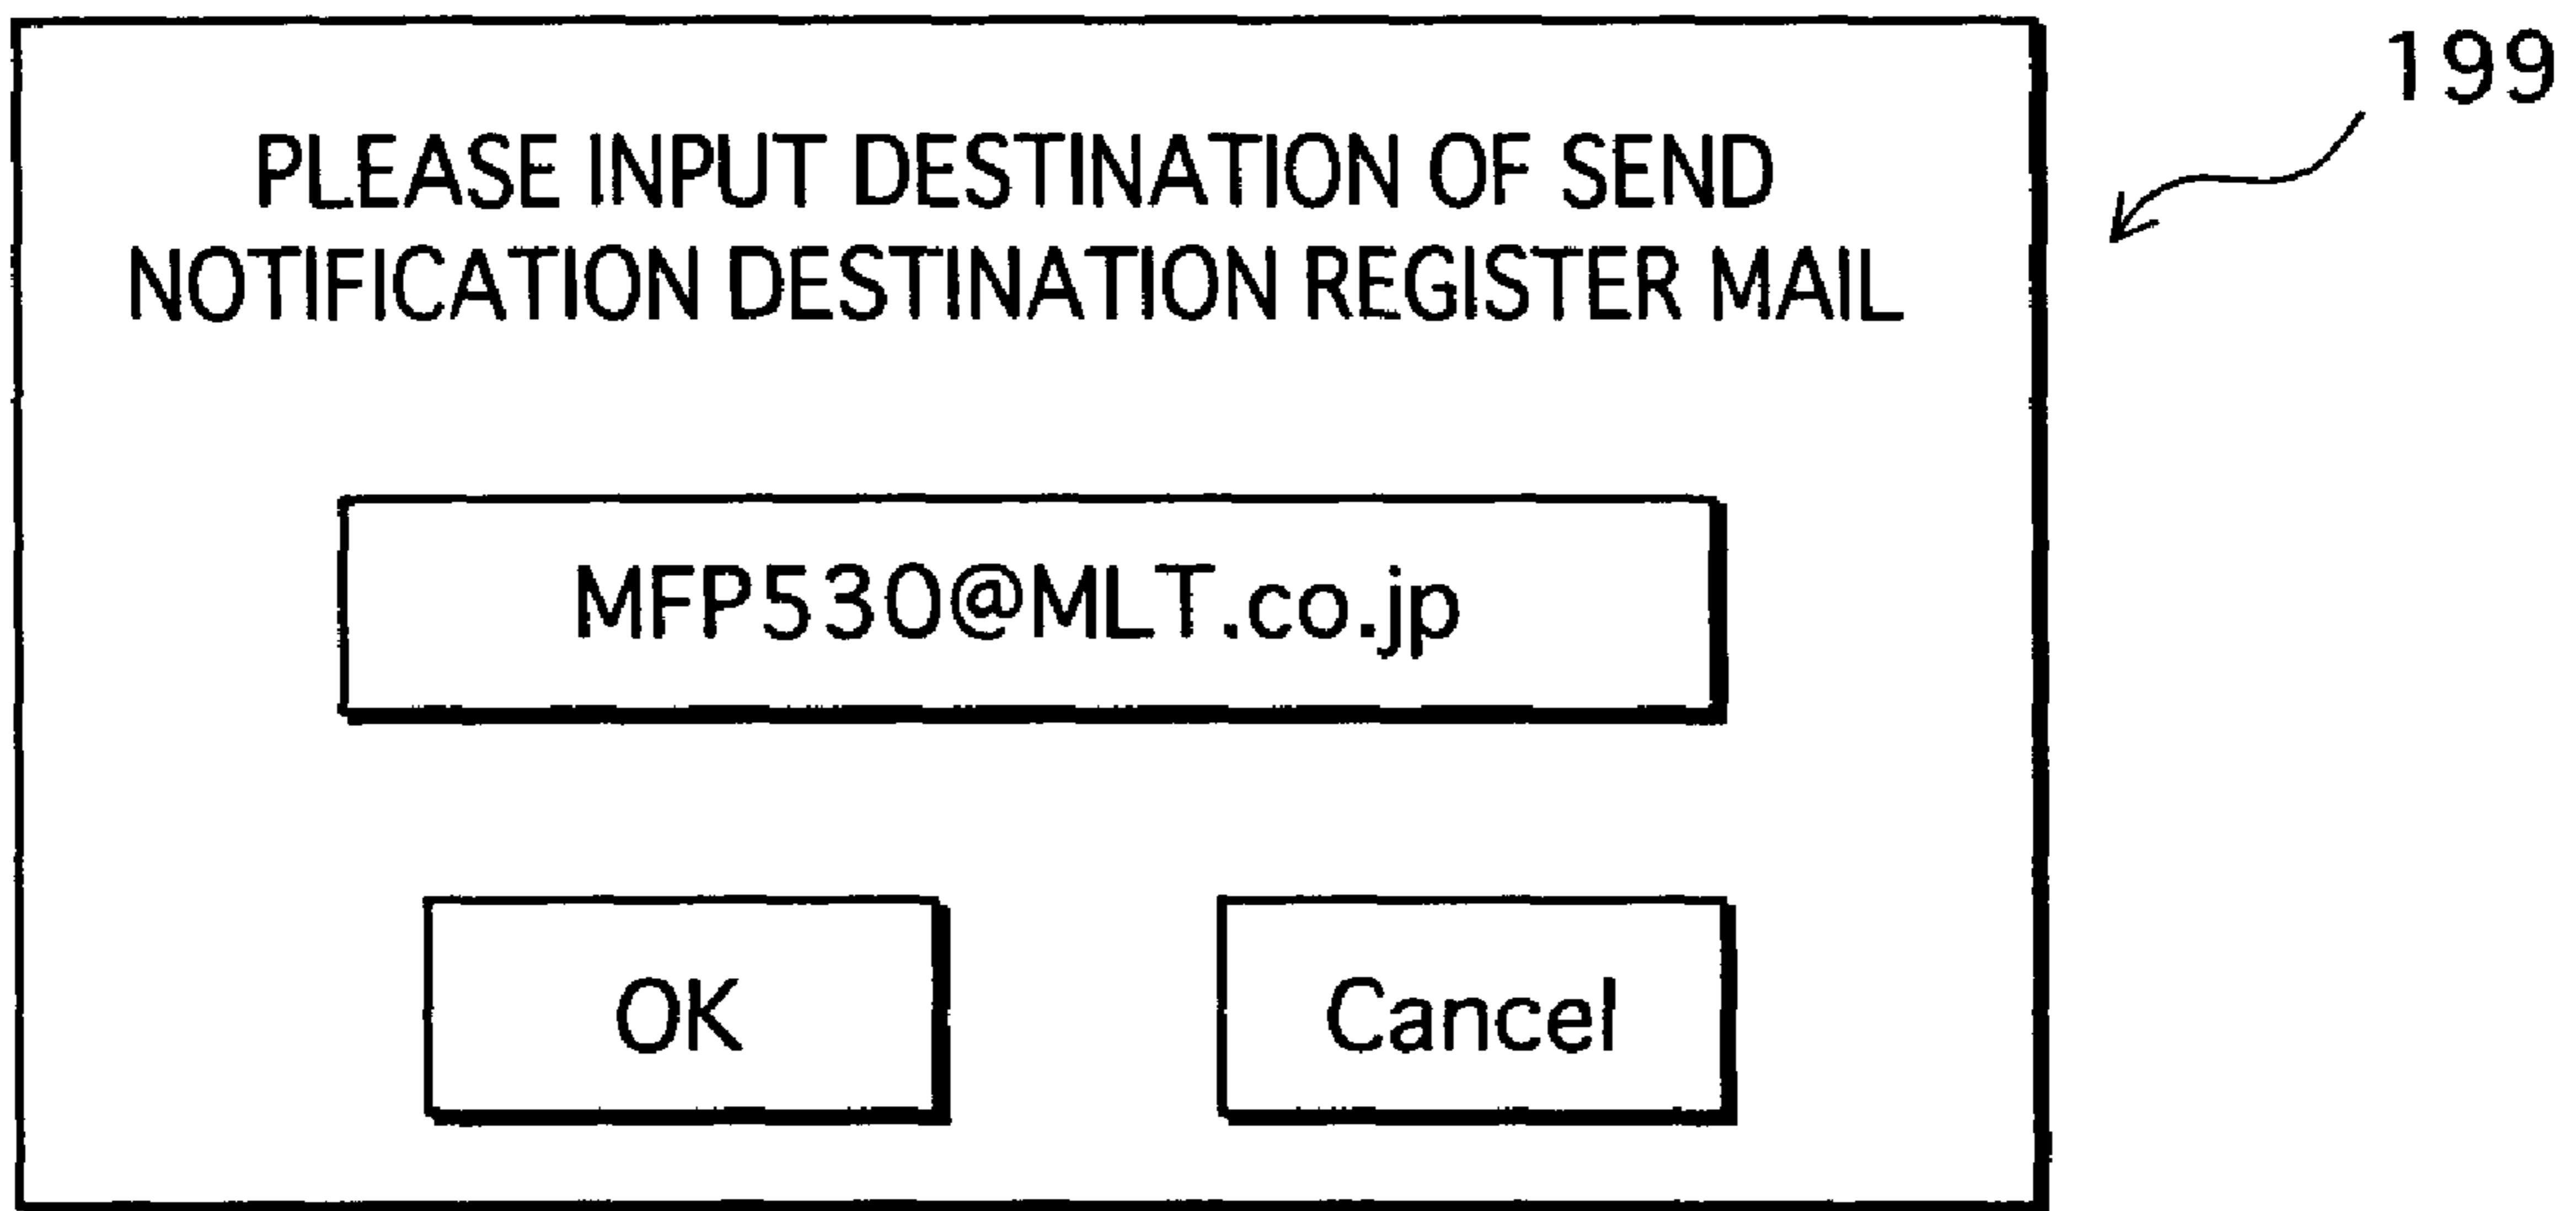 199
PLEASE INPUT DESTINATION OF SEND
NOTIFICATION DESTINATION REGISTER MAIL
MFP530@MLT.co.jp
OK
Cancel